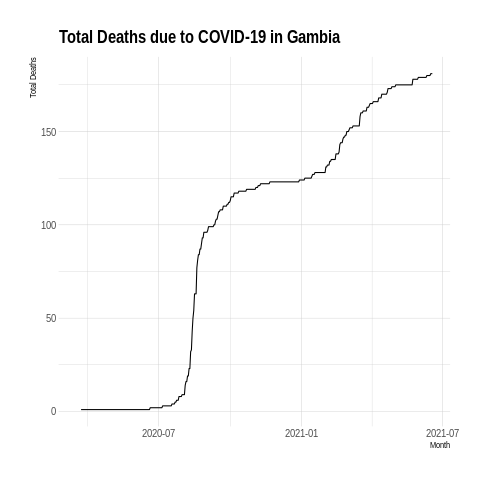 Total Deaths due to COVID-19 in Gambia
Total Deaths
150
100
50
0
2020-07
2021-01
2021-07
Month